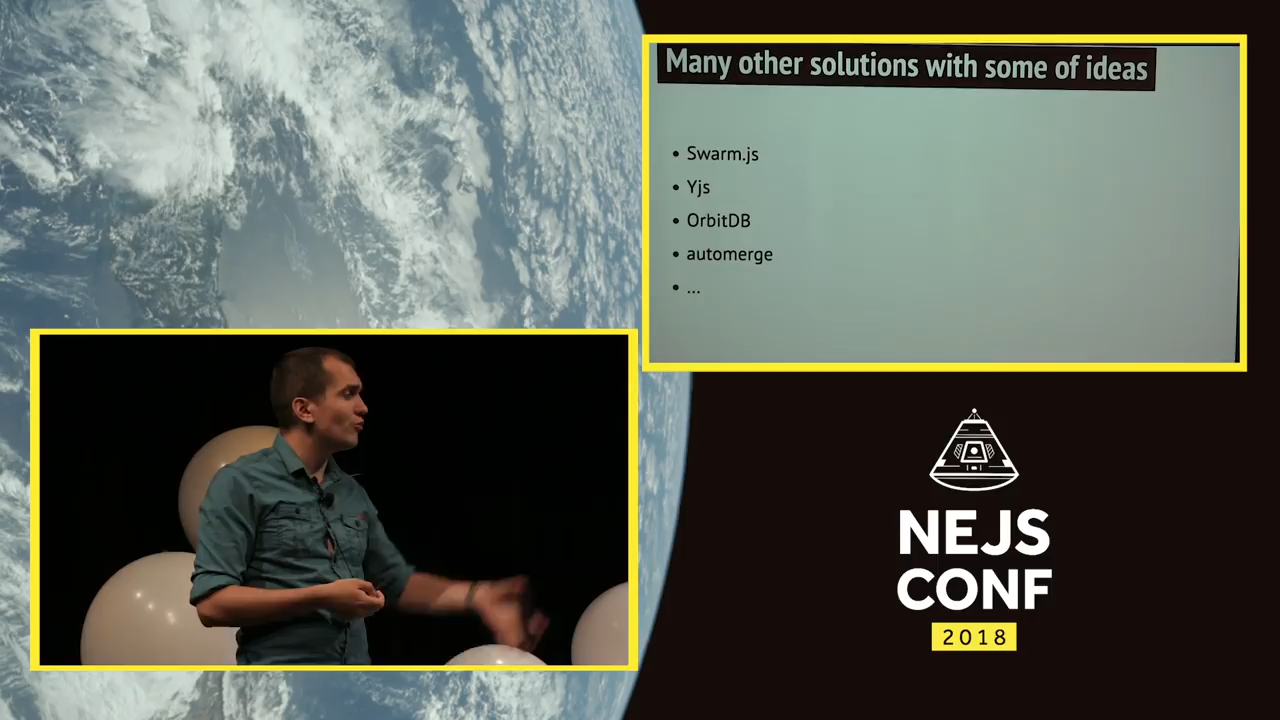 Many other solutions with some of ideas
• Swarm.js
• Yjs
• OrbitDB
• automerge
• ...
NEJS
CONF
2018